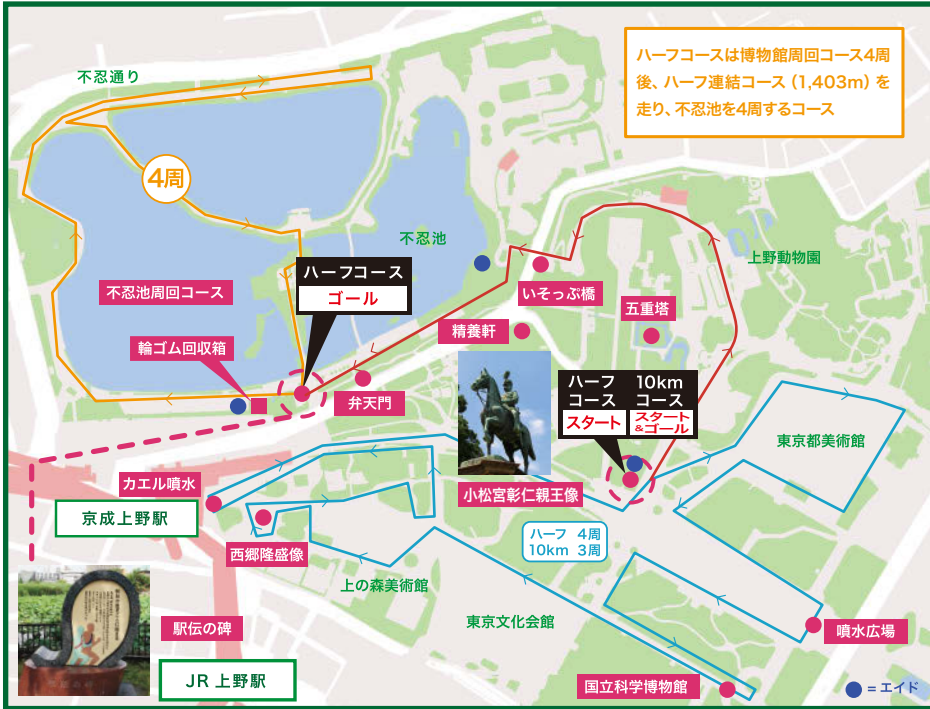 不忍通り
ハーフコースは博物館周回コース4周
後、ハーフ連結コース（1,403m）を
走り、不忍池を4周するコース
4周
不忍池
上野動物園
ハーフコース
ゴール
不忍池周回コース
いそっぷ橋
五重塔
精養軒
輪ゴム回収箱
弁天門
ハーフ
コース
スタート
10km
コース
スタート
&ゴール
東京都美術館
カエル噴水
小松宮彰仁親王像
京成上野駅
ハーフ 4周
10km 3周
西郷隆盛像
上の森美術館
東京文化会館
駅伝の碑
噴水広場
JR 上野駅
国立科学博物館
=エイド